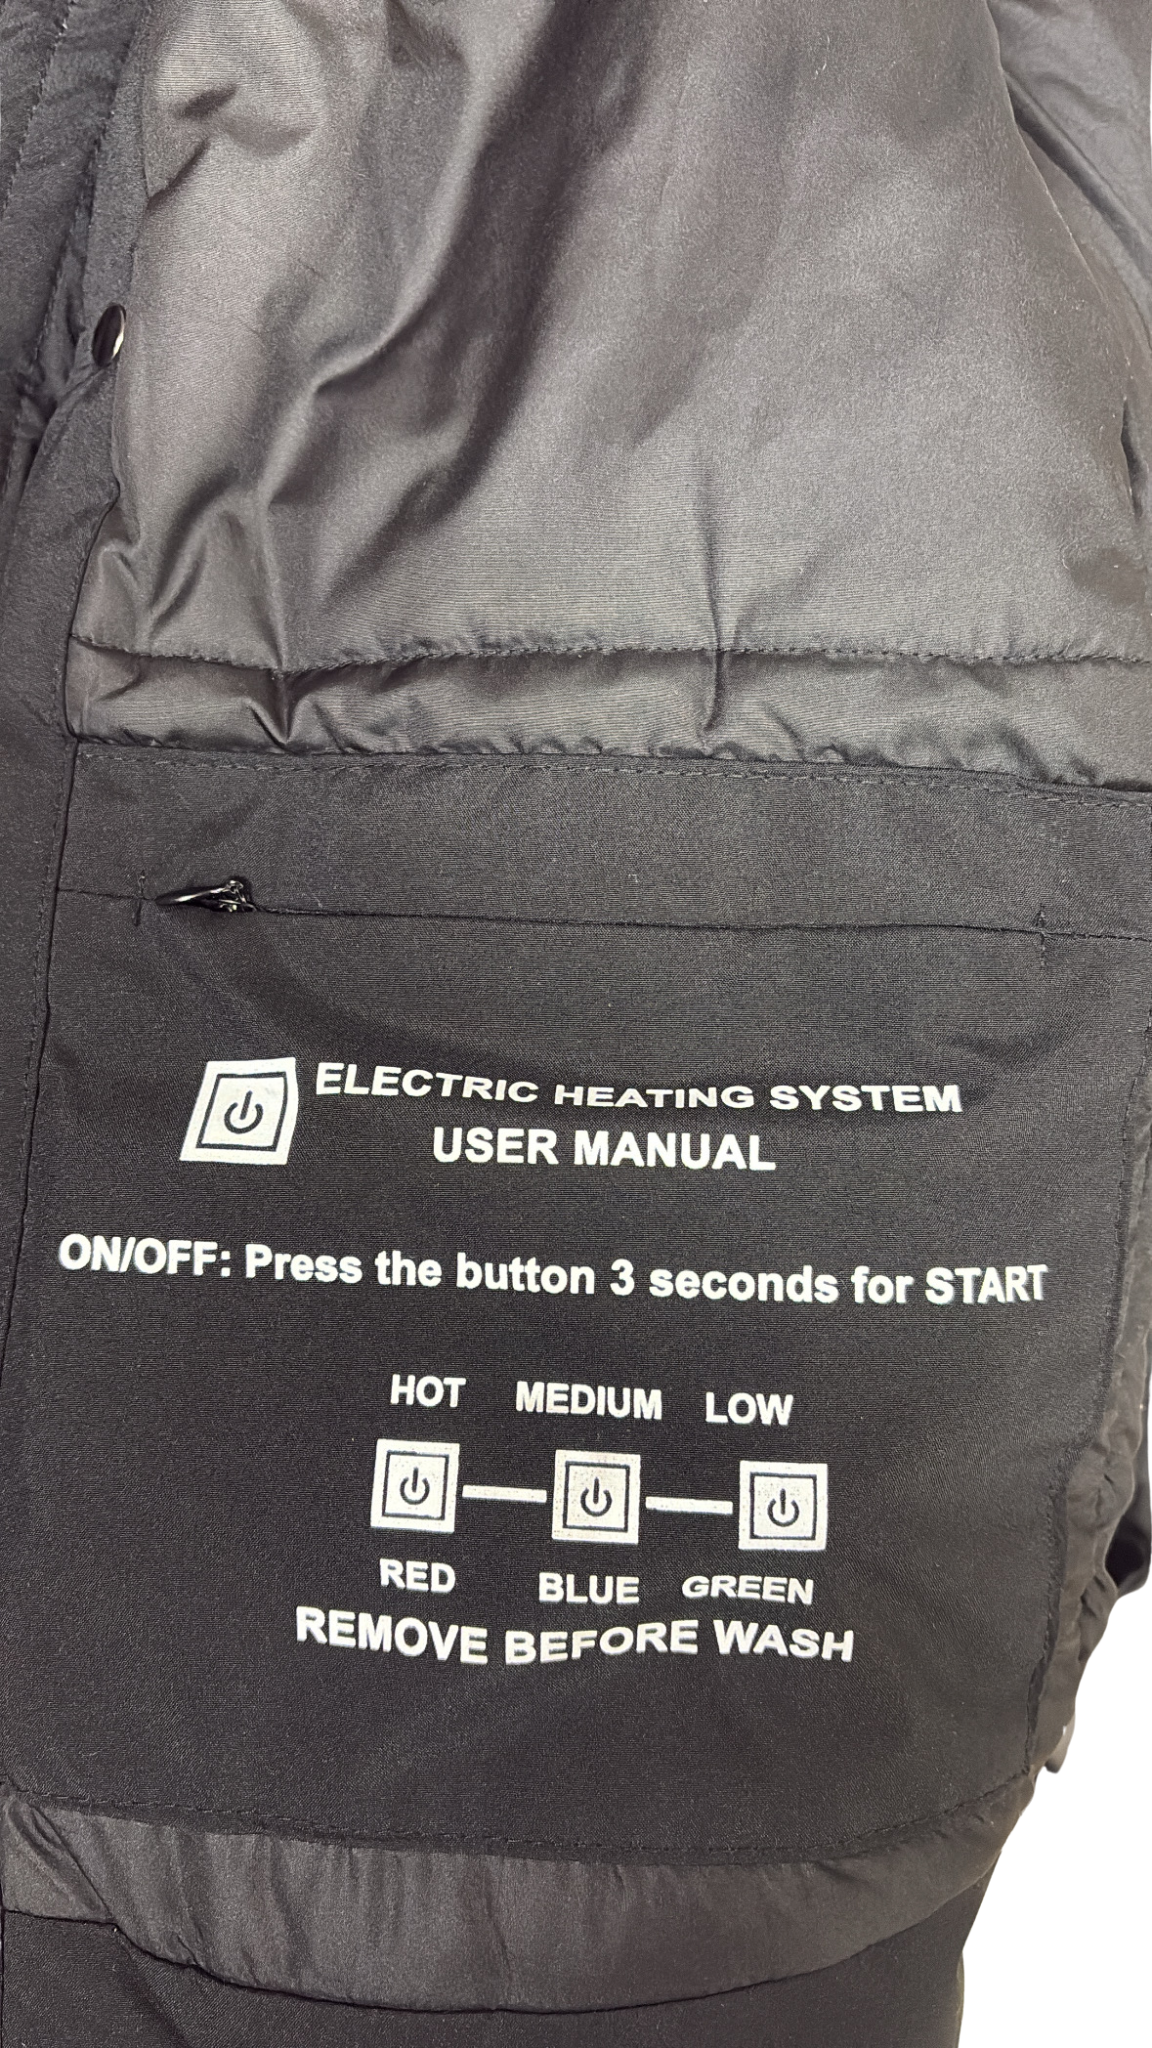 ELECTRIC HEATING SYSTEM
USER MANUAL
ON/OFF: Press the button 3 seconds for START
HOT MEDIUM LOW
RED BLUE GREEN
REMOVE BEFORE WASH